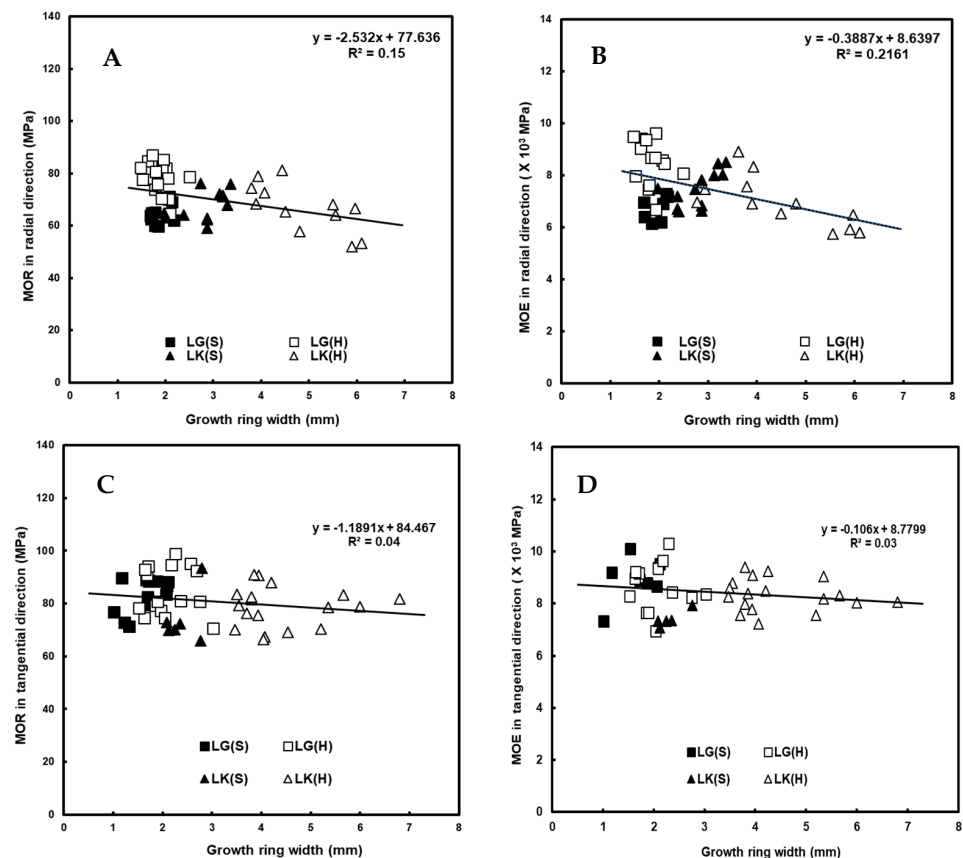 A
y = -2.532x + 77.636
R² = 0.15
MOR in radial direction (MPa)
140
120
100
80
60
40
20
0
LG(S) LG(H)
LK(S) LK(H)
0 1 2 3 4 5 6 7 8
Growth ring width (mm)
B
y = -0.3887x + 8.6397
R² = 0.2161
MOE in radial direction ( X 10³ MPa)
14
12
10
8
6
4
2
0
LG(S) LG(H)
LK(S) LK(H)
0 1 2 3 4 5 6 7 8
Growth ring width (mm)
C
y = -1.1891x + 84.467
R² = 0.04
MOR in tangential direction (MPa)
140
120
100
80
60
40
20
0
LG(S) LG(H)
LK(S) LK(H)
0 1 2 3 4 5 6 7 8
Growth ring width (mm)
D
y = -0.106x + 8.7799
R² = 0.03
MOE in tangential direction ( X 10³ MPa)
14
12
10
8
6
4
2
0
LG(S) LG(H)
LK(S) LK(H)
0 1 2 3 4 5 6 7 8
Growth ring width (mm)